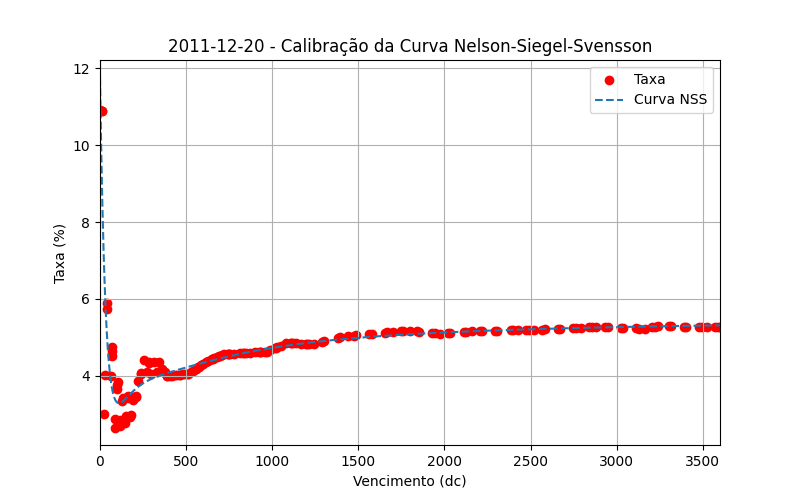 2011-12-20 - Calibração da Curva Nelson-Siegel-Svensson
Taxa
Curva NSS
Taxa (%)
12
10
8
6
4
0
500
1000
1500
2000
2500
3000
3500
Vencimento (dc)